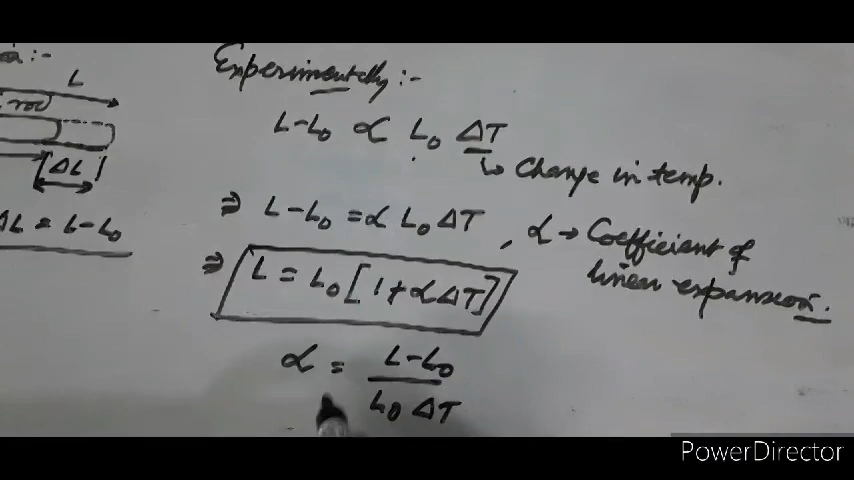 :-
L
rod
ΔL
ΔL = L-L₀
Experimentally :-
L-L₀ ∝ L₀ ΔT
↳ Change in temp.
⇒ L-L₀ = α L₀ ΔT , α → Coefficient of
linear expansion.
⇒ L = L₀ [1+αΔT]
α = L-L₀ / L₀ ΔT
PowerDirector